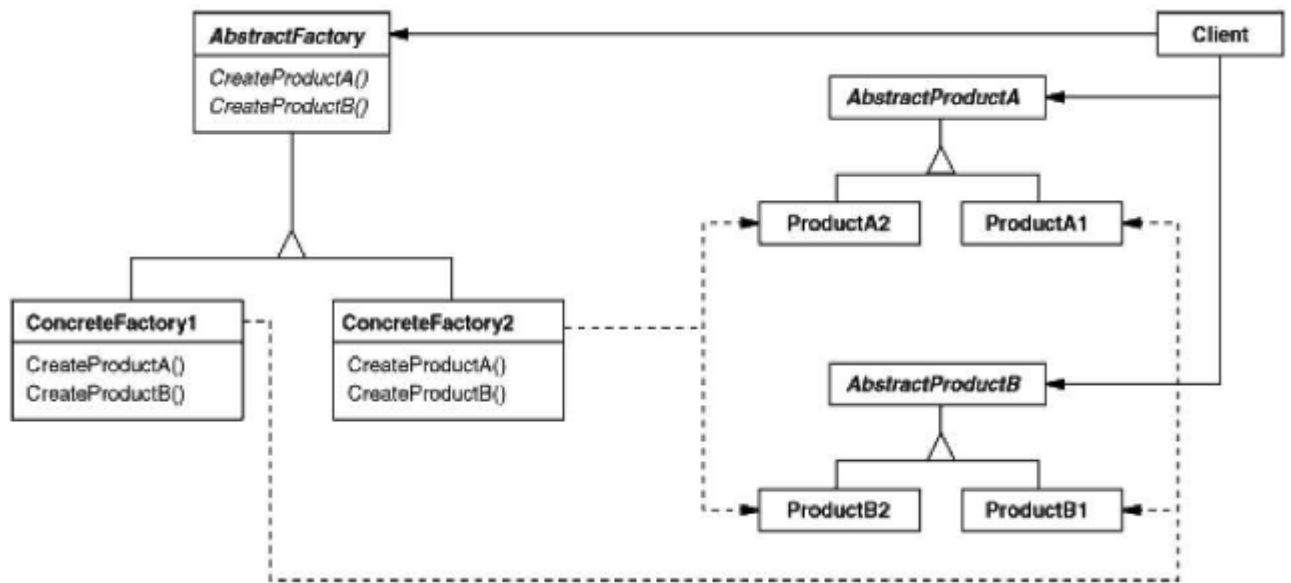 AbstractFactory
CreateProductA()
CreateProductB()
Client
AbstractProductA
ProductA2
ProductA1
ConcreteFactory1
CreateProductA()
CreateProductB()
ConcreteFactory2
CreateProductA()
CreateProductB()
AbstractProductB
ProductB2
ProductB1